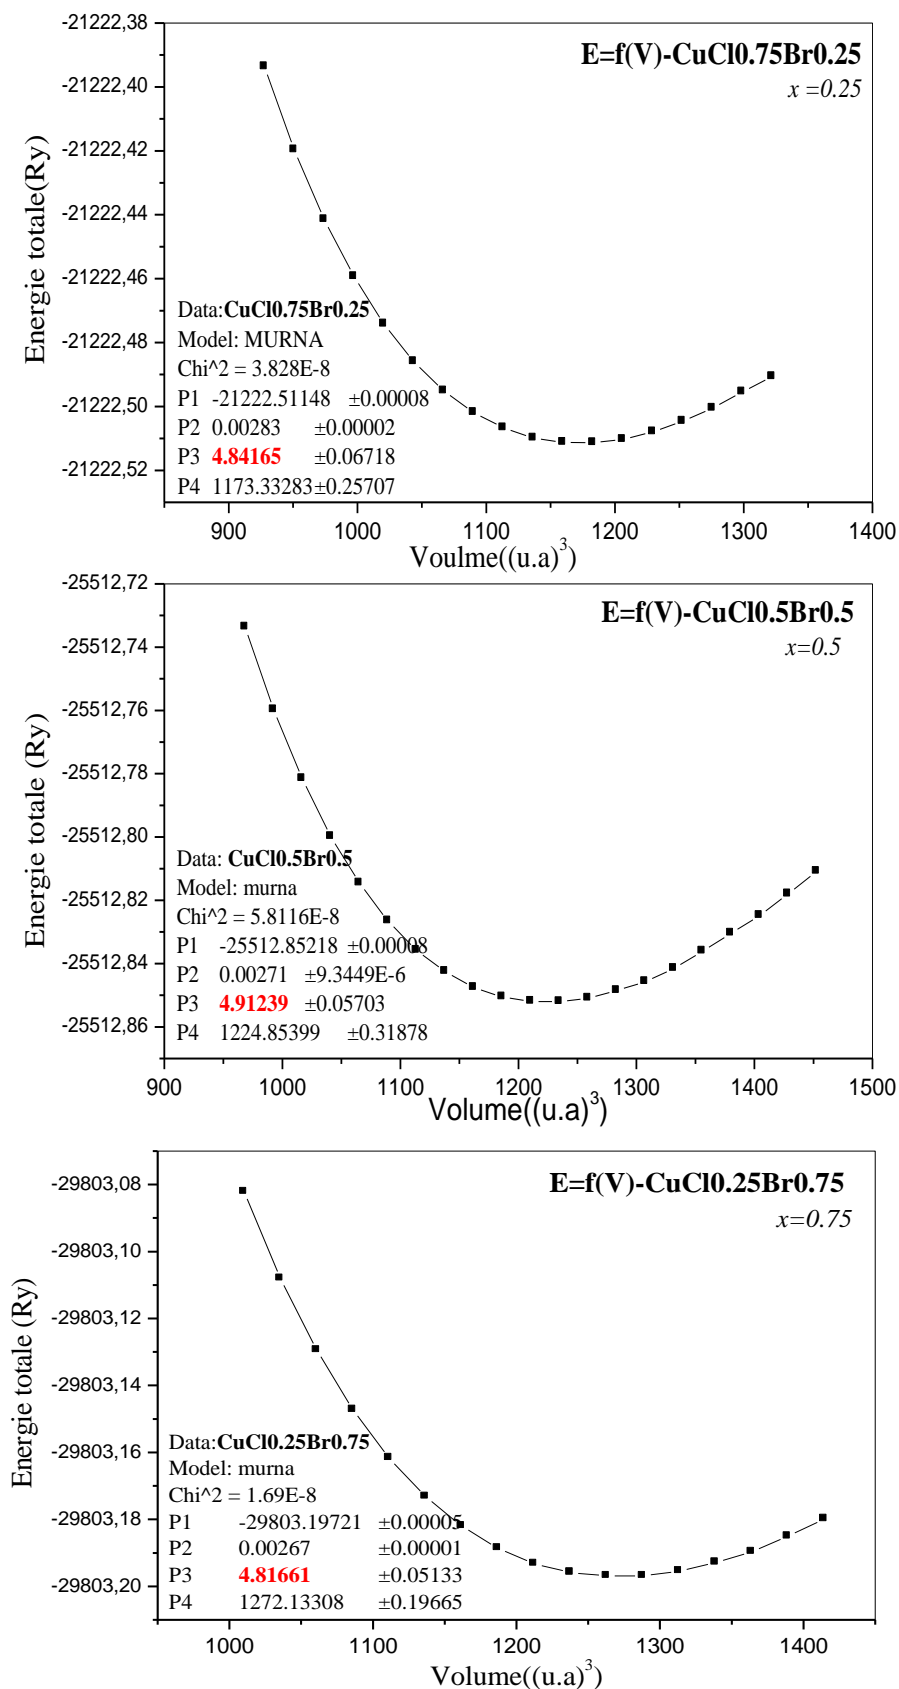 E=f(V)-CuCl0.75Br0.25
x =0.25
Energie totale(Ry)
-21222,38
-21222,40
-21222,42
-21222,44
-21222,46
-21222,48
-21222,50
-21222,52
Data:CuCl0.75Br0.25
Model: MURNA
Chi^2 = 3.828E-8
P1 -21222.51148 ±0.00008
P2 0.00283 ±0.00002
P3 4.84165 ±0.06718
P4 1173.33283±0.25707
900 1000 1100 1200 1300 1400
Voulme((u.a)^3)
E=f(V)-CuCl0.5Br0.5
x=0.5
Energie totale (Ry)
-25512,72
-25512,74
-25512,76
-25512,78
-25512,80
-25512,82
-25512,84
-25512,86
Data: CuCl0.5Br0.5
Model: murna
Chi^2 = 5.8116E-8
P1 -25512.85218 ±0.00008
P2 0.00271 ±9.3449E-6
P3 4.91239 ±0.05703
P4 1224.85399 ±0.31878
900 1000 1100 1200 1300 1400 1500
Volume((u.a)^3)
E=f(V)-CuCl0.25Br0.75
x=0.75
Energie totale (Ry)
-29803,08
-29803,10
-29803,12
-29803,14
-29803,16
-29803,18
-29803,20
Data:CuCl0.25Br0.75
Model: murna
Chi^2 = 1.69E-8
P1 -29803.19721 ±0.00005
P2 0.00267 ±0.00001
P3 4.81661 ±0.05133
P4 1272.13308 ±0.19665
1000 1100 1200 1300 1400
Volume((u.a)^3)